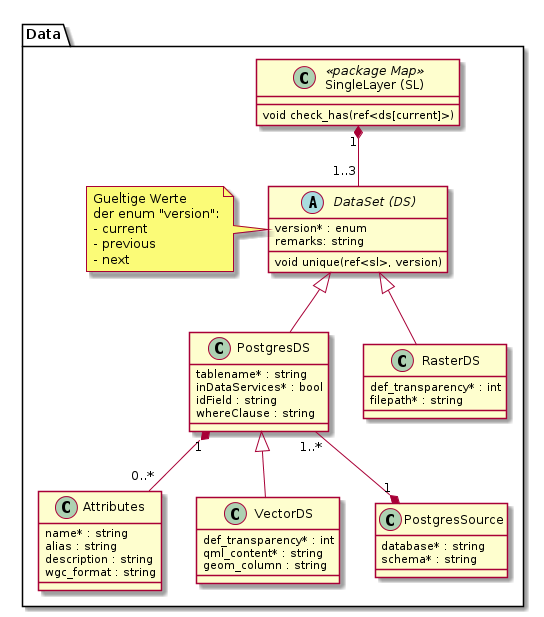 Data
C
«package Map»
SingleLayer (SL)
void check_has(ref<ds[current]>)
1
1..3
Gueltige Werte
der enum "version":
- current
- previous
- next
A
DataSet (DS)
version* : enum
remarks: string
void unique(ref<sl>, version)
C
PostgresDS
tablename* : string
inDataServices* : bool
idField : string
whereClause : string
C
RasterDS
def_transparency* : int
filepath* : string
1
1..*
0..*
1
C
Attributes
name* : string
alias : string
description : string
wgc_format : string
C
VectorDS
def_transparency* : int
qml_content* : string
geom_column : string
C
PostgresSource
database* : string
schema* : string